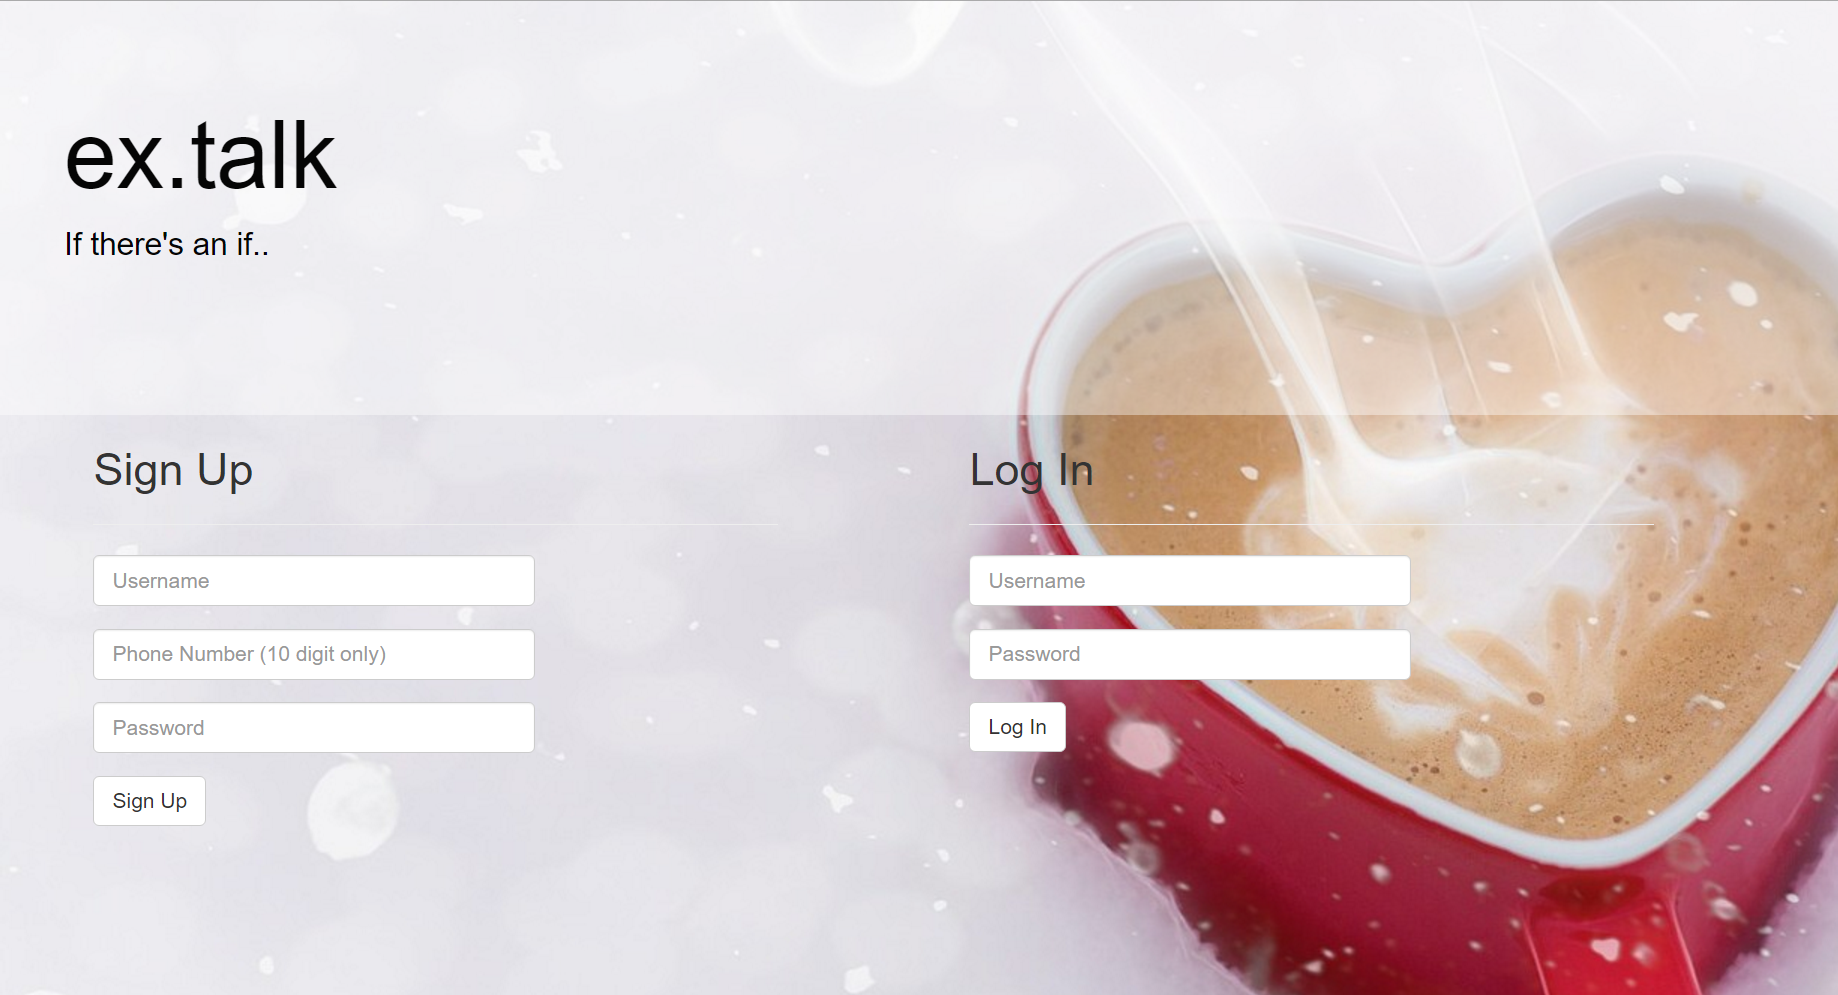 ex.talk
If there's an if..
Sign Up
Username
Phone Number (10 digit only)
Password
Sign Up
Log In
Username
Password
Log In